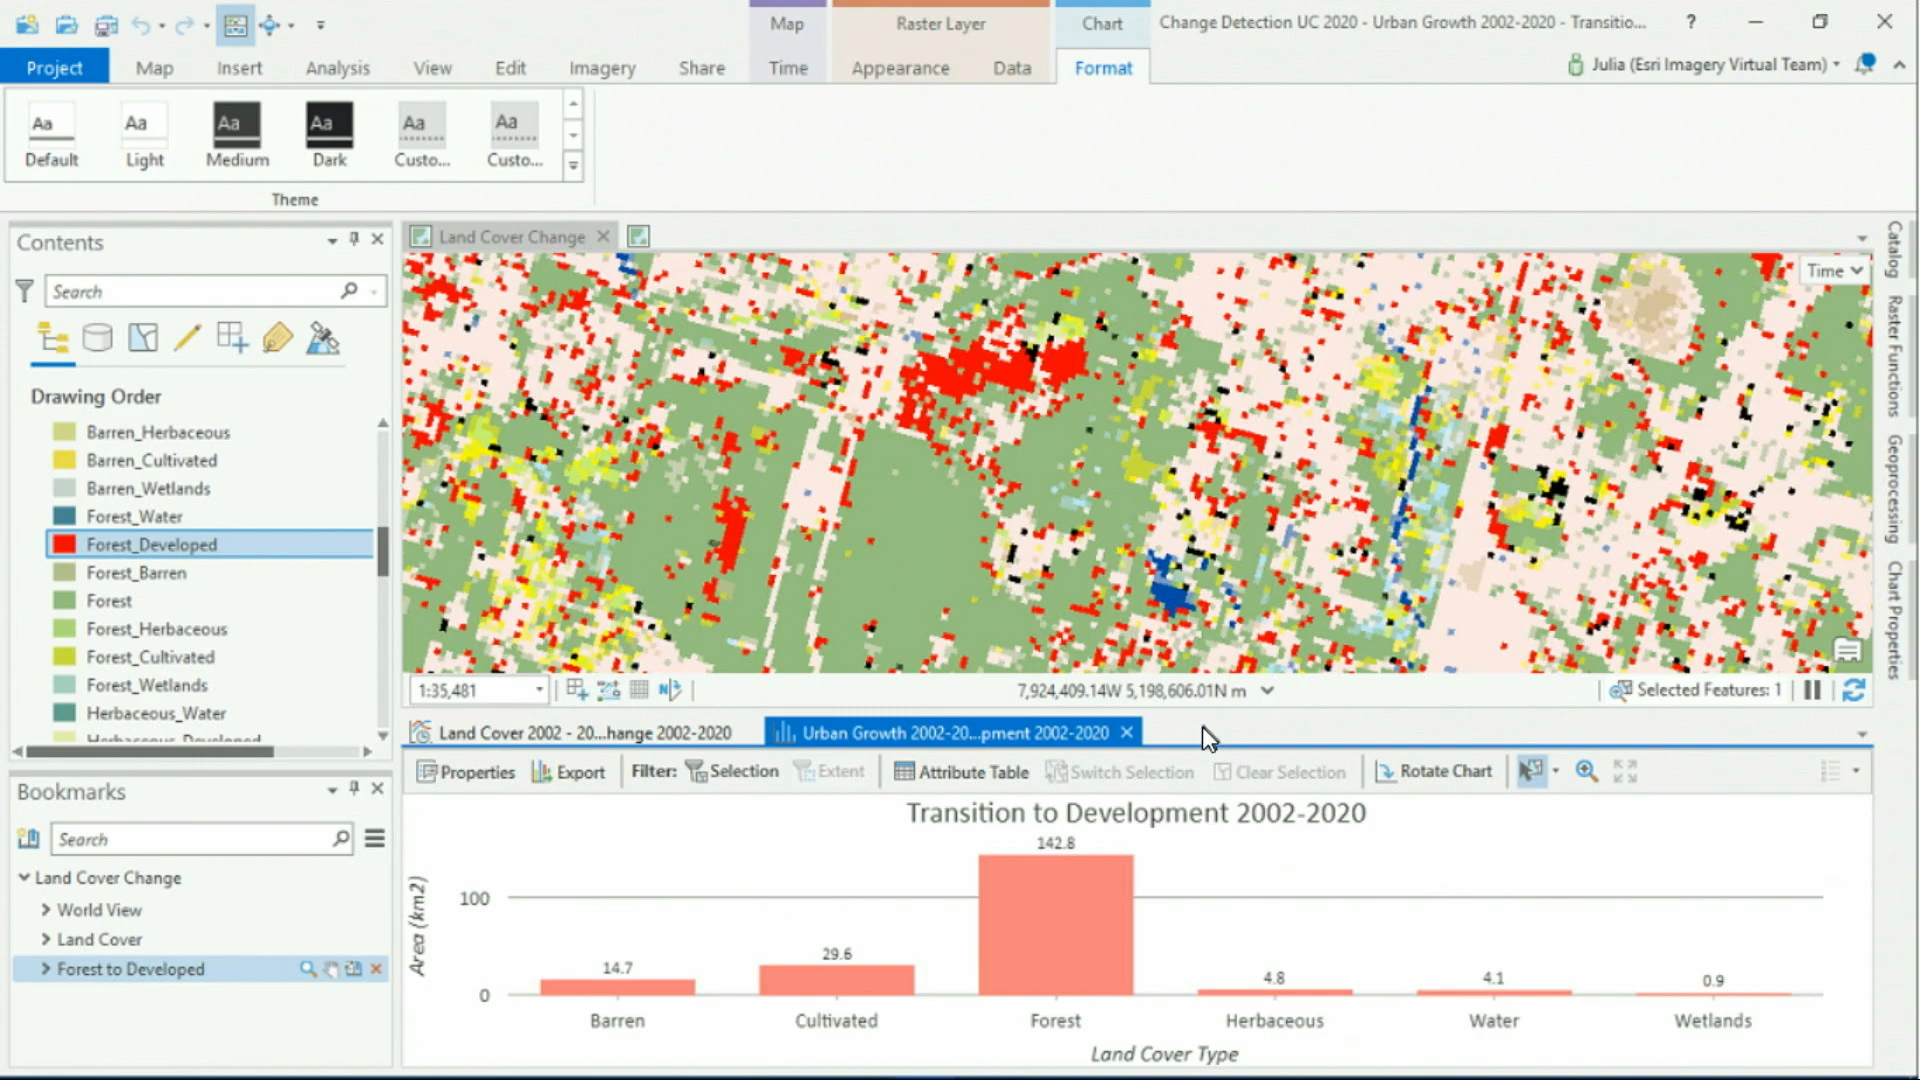 Map
Raster Layer
Chart
Change Detection UC 2020 - Urban Growth 2002-2020 - Transitio...
?
Project
Map
Insert
Analysis
View
Edit
Imagery
Share
Time
Appearance
Data
Format
Julia (Esri Imagery Virtual Team)
Aa
Aa
Aa
Aa
Aa
Aa
Default
Light
Medium
Dark
Custo...
Custo...
Theme
Contents
Search
Drawing Order
Barren_Herbaceous
Barren_Cultivated
Barren_Wetlands
Forest_Water
Forest_Developed
Forest_Barren
Forest
Forest_Herbaceous
Forest_Cultivated
Forest_Wetlands
Herbaceous_Water
Herbaceous_Developed
Bookmarks
Search
Land Cover Change
World View
Land Cover
Forest to Developed
Land Cover Change
Time
1:35,481
7,924,409.14W 5,198,606.01N m
Selected Features: 1
Catalog
Raster Functions
Geoprocessing
Chart Properties
Land Cover 2002 - 20...hange 2002-2020
Urban Growth 2002-20...pment 2002-2020
Properties
Export
Filter:
Selection
Extent
Attribute Table
Switch Selection
Clear Selection
Rotate Chart
Transition to Development 2002-2020
Area (km2)
100
0
14.7
29.6
142.8
4.8
4.1
0.9
Barren
Cultivated
Forest
Herbaceous
Water
Wetlands
Land Cover Type